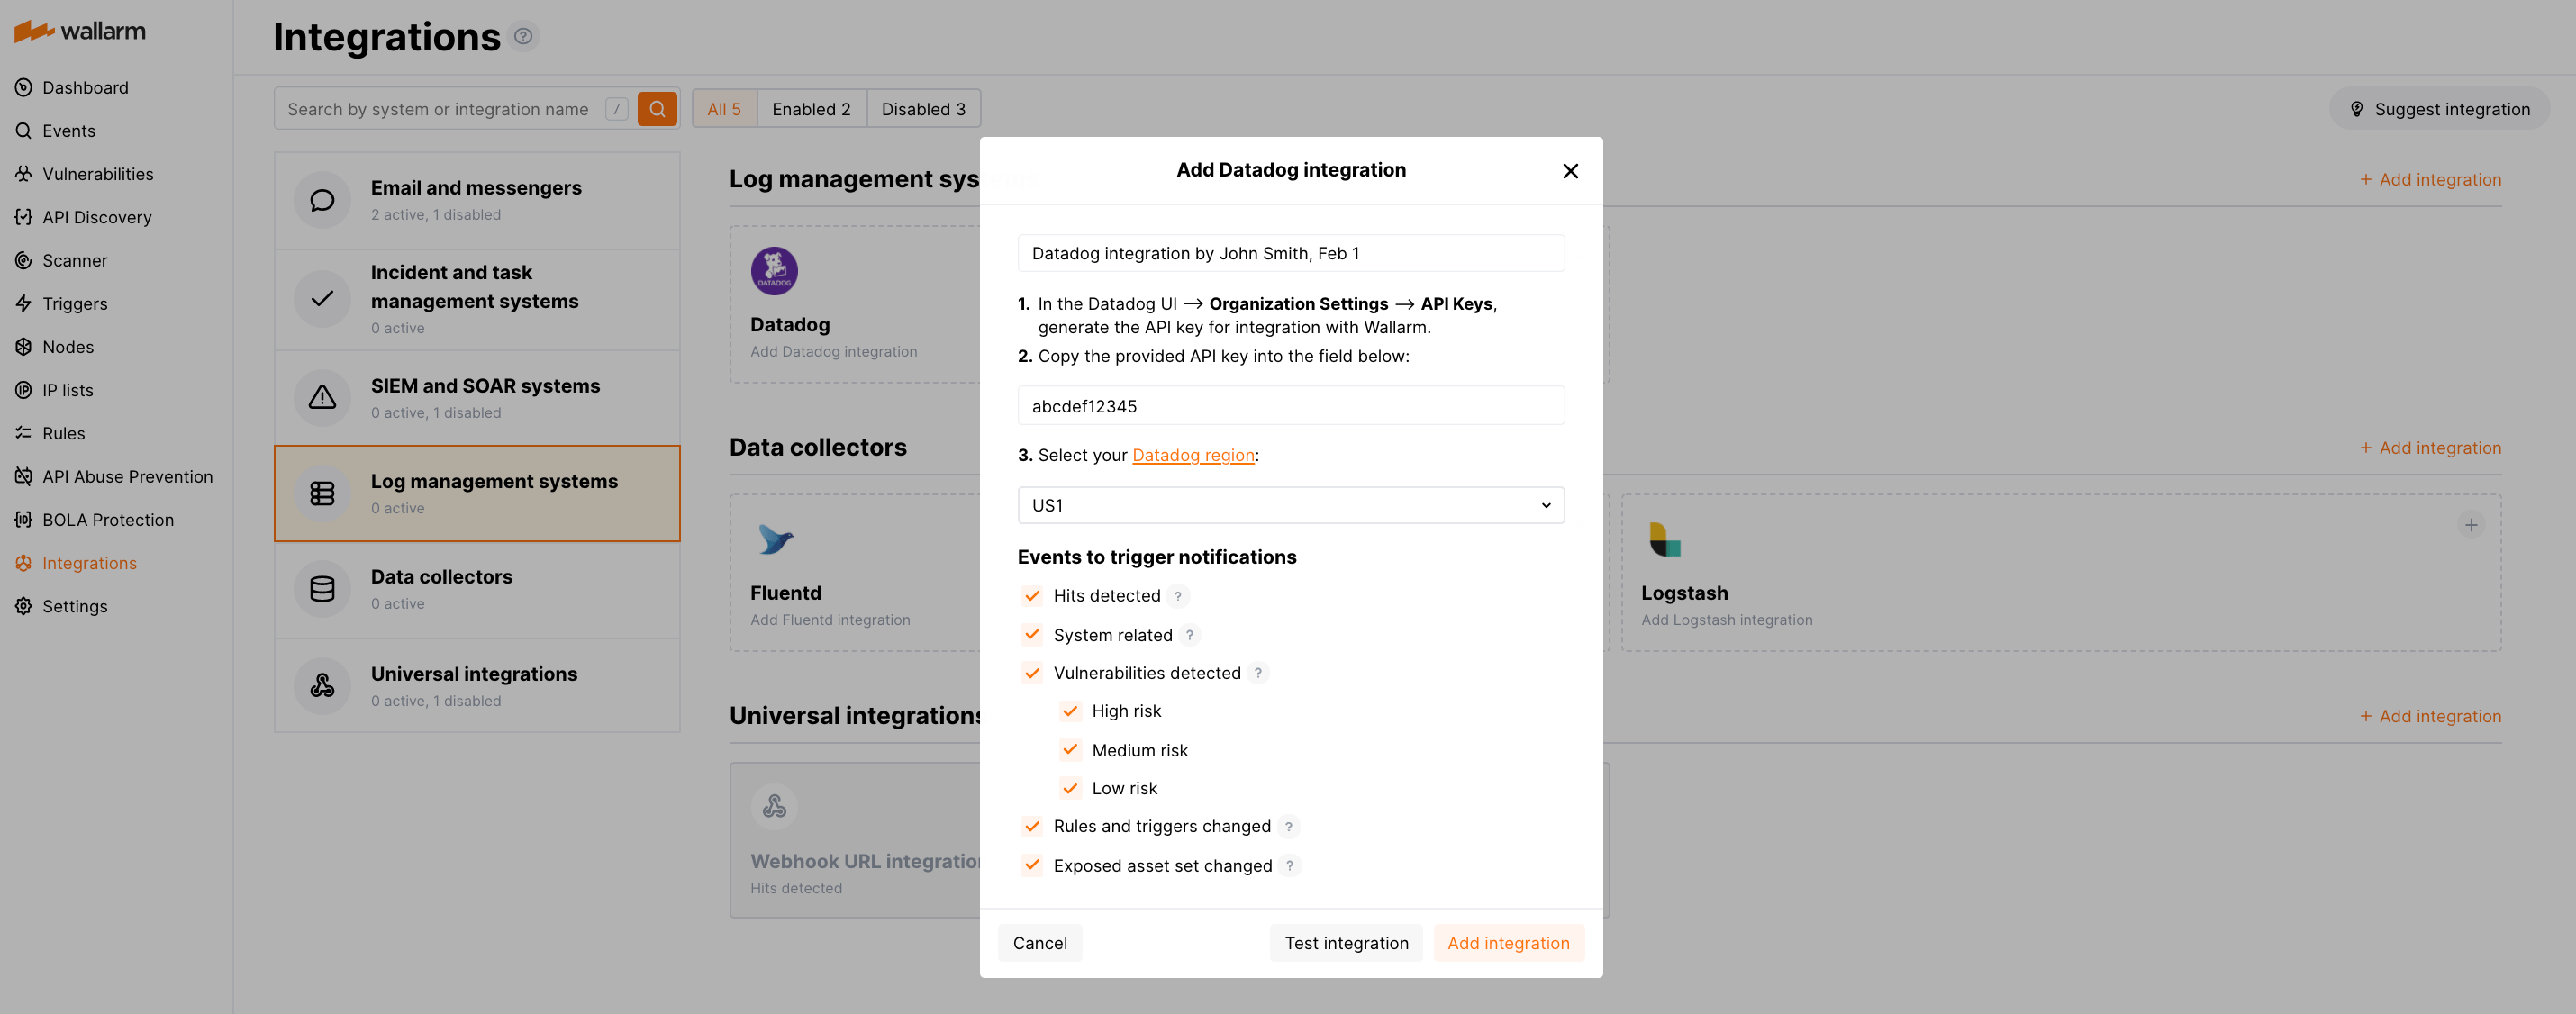 wallarm
Dashboard
Events
Vulnerabilities
API Discovery
Scanner
Triggers
Nodes
IP lists
Rules
API Abuse Prevention
BOLA Protection
Integrations
Settings
Integrations ?
Search by system or integration name /
All 5 Enabled 2 Disabled 3
Suggest integration
Email and messengers
2 active, 1 disabled
Incident and task
management systems
0 active
SIEM and SOAR systems
0 active, 1 disabled
Log management systems
0 active
Data collectors
0 active
Universal integrations
0 active, 1 disabled
Log management sys
+ Add integration
DATADOG
Datadog
Add Datadog integration
Data collectors
+ Add integration
Fluentd
Add Fluentd integration
Logstash
Add Logstash integration
Universal integrations
+ Add integration
Webhook URL integratio
Hits detected
Add Datadog integration
Datadog integration by John Smith, Feb 1
1. In the Datadog UI → Organization Settings → API Keys,
generate the API key for integration with Wallarm.
2. Copy the provided API key into the field below:
abcdef12345
3. Select your Datadog region:
US1
Events to trigger notifications
Hits detected ?
System related ?
Vulnerabilities detected ?
High risk
Medium risk
Low risk
Rules and triggers changed ?
Exposed asset set changed ?
Cancel
Test integration
Add integration